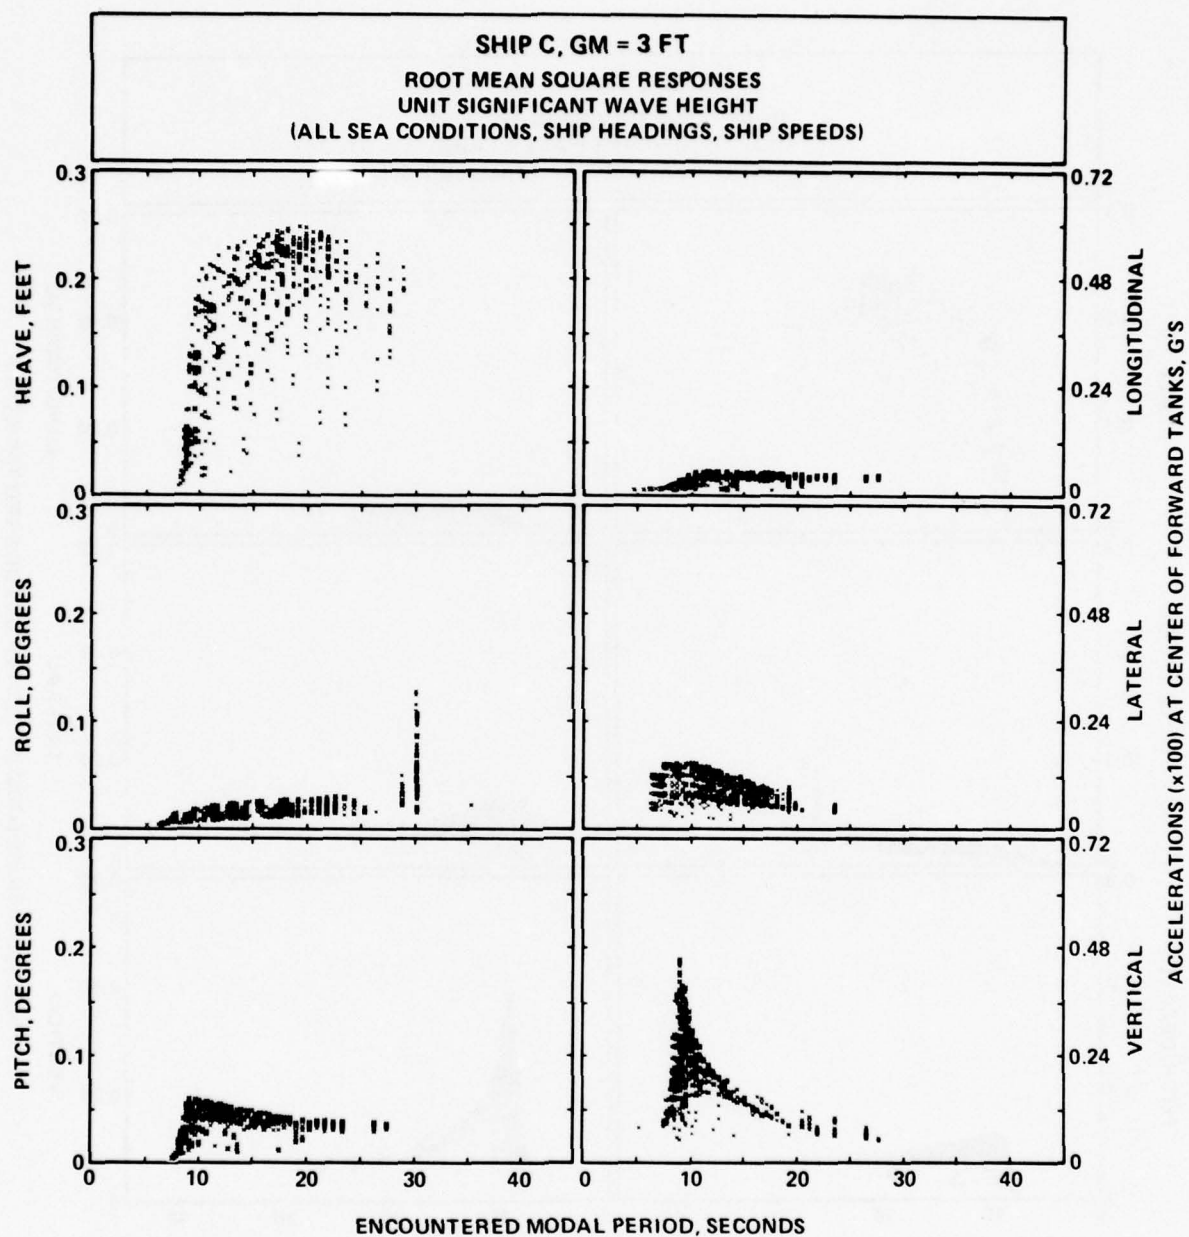 SHIP C, GM = 3 FT
ROOT MEAN SQUARE RESPONSES
UNIT SIGNIFICANT WAVE HEIGHT
(ALL SEA CONDITIONS, SHIP HEADINGS, SHIP SPEEDS)
HEAVE, FEET
0.3
0.2
0.1
0
0.72
0.48
0.24
0
LONGITUDINAL
ROLL, DEGREES
0.3
0.2
0.1
0
0.72
0.48
0.24
0
LATERAL
PITCH, DEGREES
0.3
0.2
0.1
0
0.72
0.48
0.24
0
VERTICAL
ACCELERATIONS (x100) AT CENTER OF FORWARD TANKS, G'S
0 10 20 30 40 0 10 20 30 40
ENCOUNTERED MODAL PERIOD, SECONDS